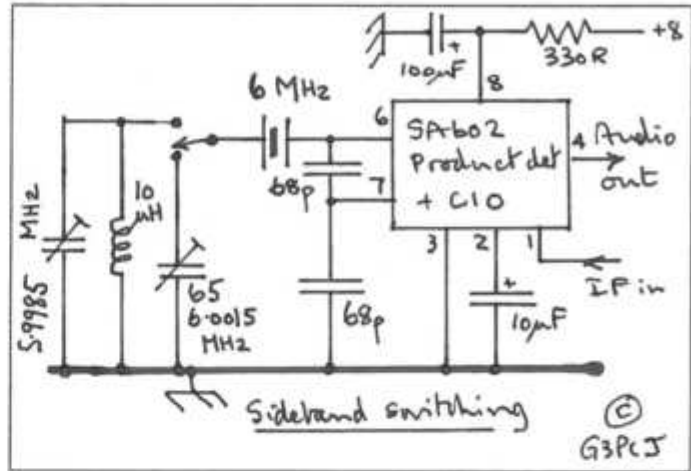 +8
100µF
330R
6 MHz
8
6
SA602
Product det
+ CIO
4
Audio
out
7
68p
10
µH
5.9985 MHz
65
6.0015
MHz
68p
3
2
1
IF in
+
10µF
Sideband switching
©
G3PCJ